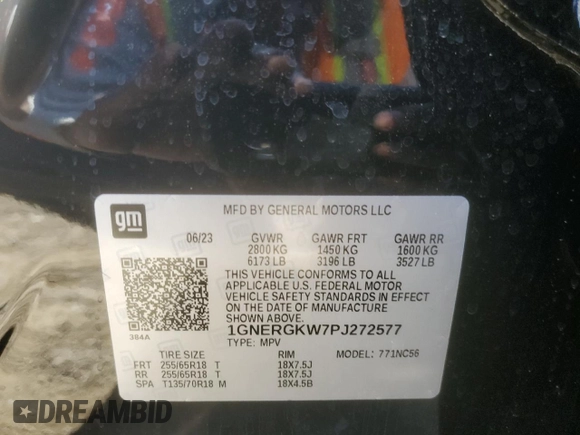 gm
MFD BY GENERAL MOTORS LLC
06/23 GVWR GAWR FRT GAWR RR
2800 KG 1450 KG 1600 KG
6173 LB 3196 LB 3527 LB
THIS VEHICLE CONFORMS TO ALL
APPLICABLE U.S. FEDERAL MOTOR
VEHICLE SAFETY STANDARDS IN EFFECT
ON THE DATE OF MANUFACTURE
SHOWN ABOVE.
1GNERGKW7PJ272577
TYPE: MPV
384A
TIRE SIZE RIM MODEL: 771NC56
FRT 255/65R18 T 18X7.5J
RR 255/65R18 T 18X7.5J
SPA T135/70R18 M 18X4.5B
DREAMBID